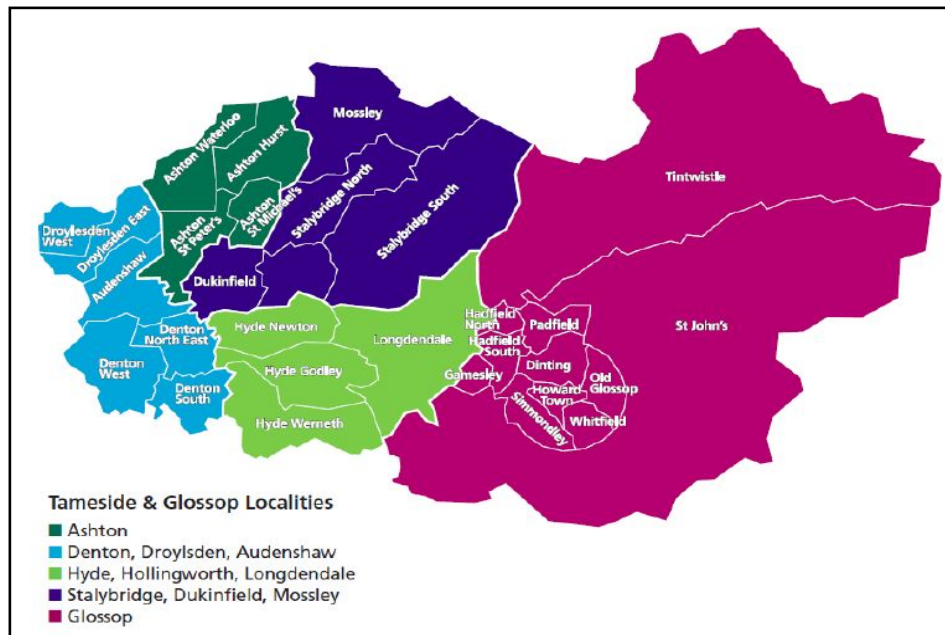 Mossley
Ashton Waterloo
Ashton Hurst
Tintwistle
Stalybridge North
Ashton
St Michael's
Stalybridge South
Droylesden
West
Droylesden East
Ashton
St Peter's
Audenshaw
Dukinfield
Hadfield
North
Padfield
St John's
Denton
North East
Hyde Newton
Longdendale
Hadfield
South
Denton
West
Hyde Godley
Gamesley
Dinting
Old
Glossop
Denton
South
Howard
Town
Simmondley
Whitfield
Hyde Werneth
Tameside & Glossop Localities
Ashton
Denton, Droylsden, Audenshaw
Hyde, Hollingworth, Longdendale
Stalybridge, Dukinfield, Mossley
Glossop